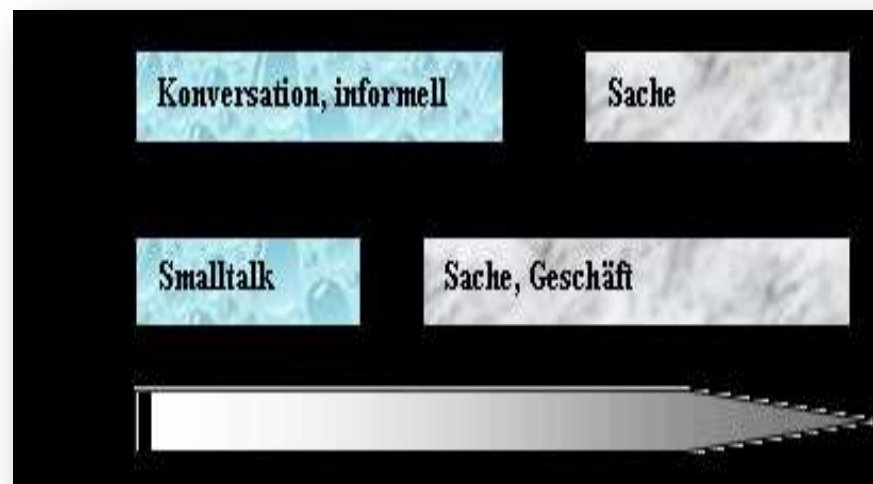 Konversation, informell
Sache
Smalltalk
Sache, Geschäft